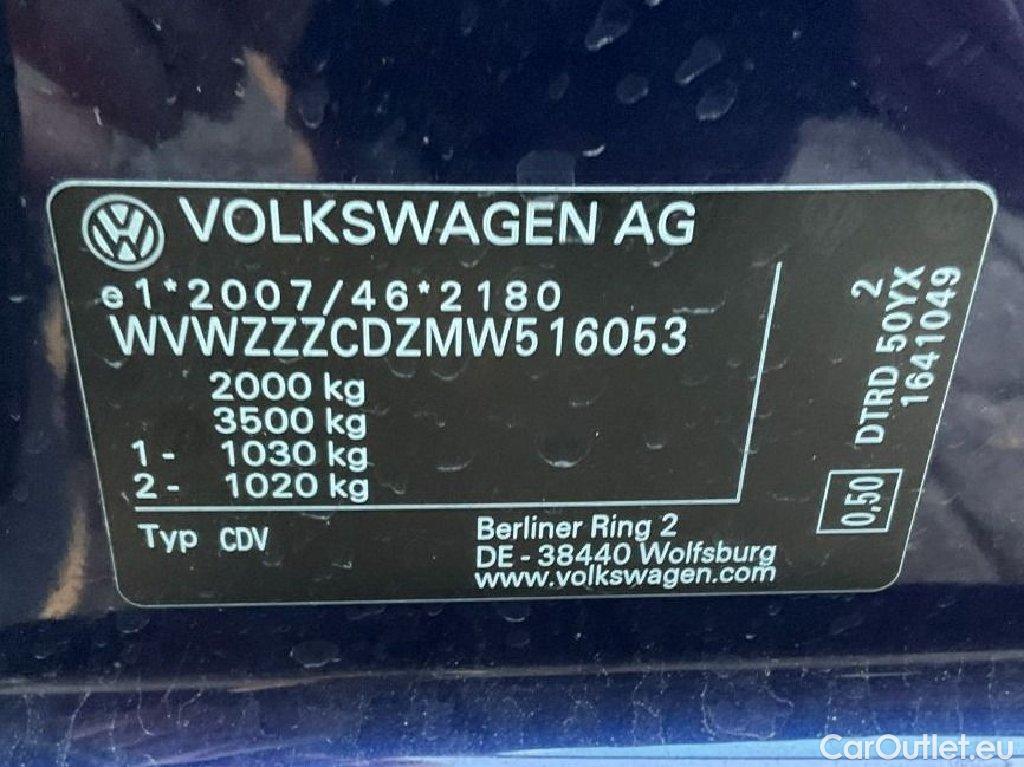 VOLKSWAGEN AG
e1*2007/46*2180
WVWZZZCDZMW516053
2000 kg
3500 kg
1- 1030 kg
2- 1020 kg
Typ CDV
Berliner Ring 2
DE-38440 Wolfsburg
www.volkswagen.com
2
DTRD 50YX
1641049
0,50
CarOutlet.eu